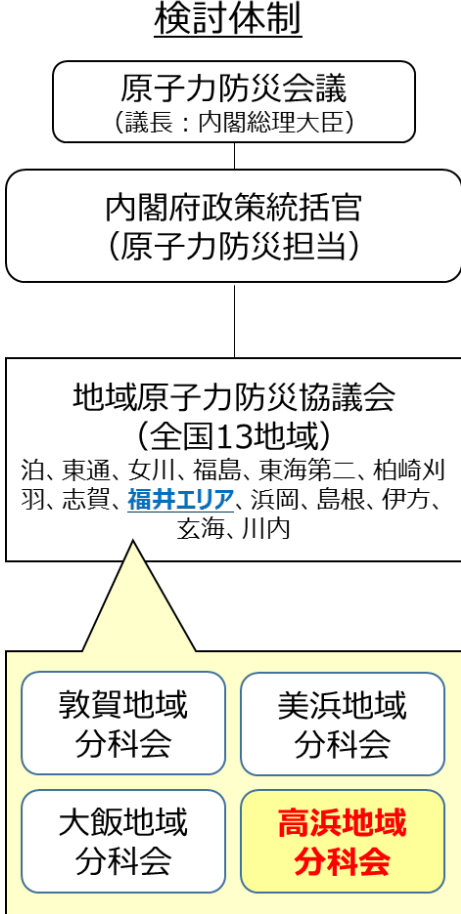 検討体制
原子力防災会議
（議長：内閣総理大臣）
内閣府政策統括官
（原子力防災担当）
地域原子力防災協議会
（全国13地域）
泊、東通、女川、福島、東海第二、柏崎刈
羽、志賀、福井エリア、浜岡、島根、伊方、
玄海、川内
敦賀地域
分科会
美浜地域
分科会
大飯地域
分科会
高浜地域
分科会